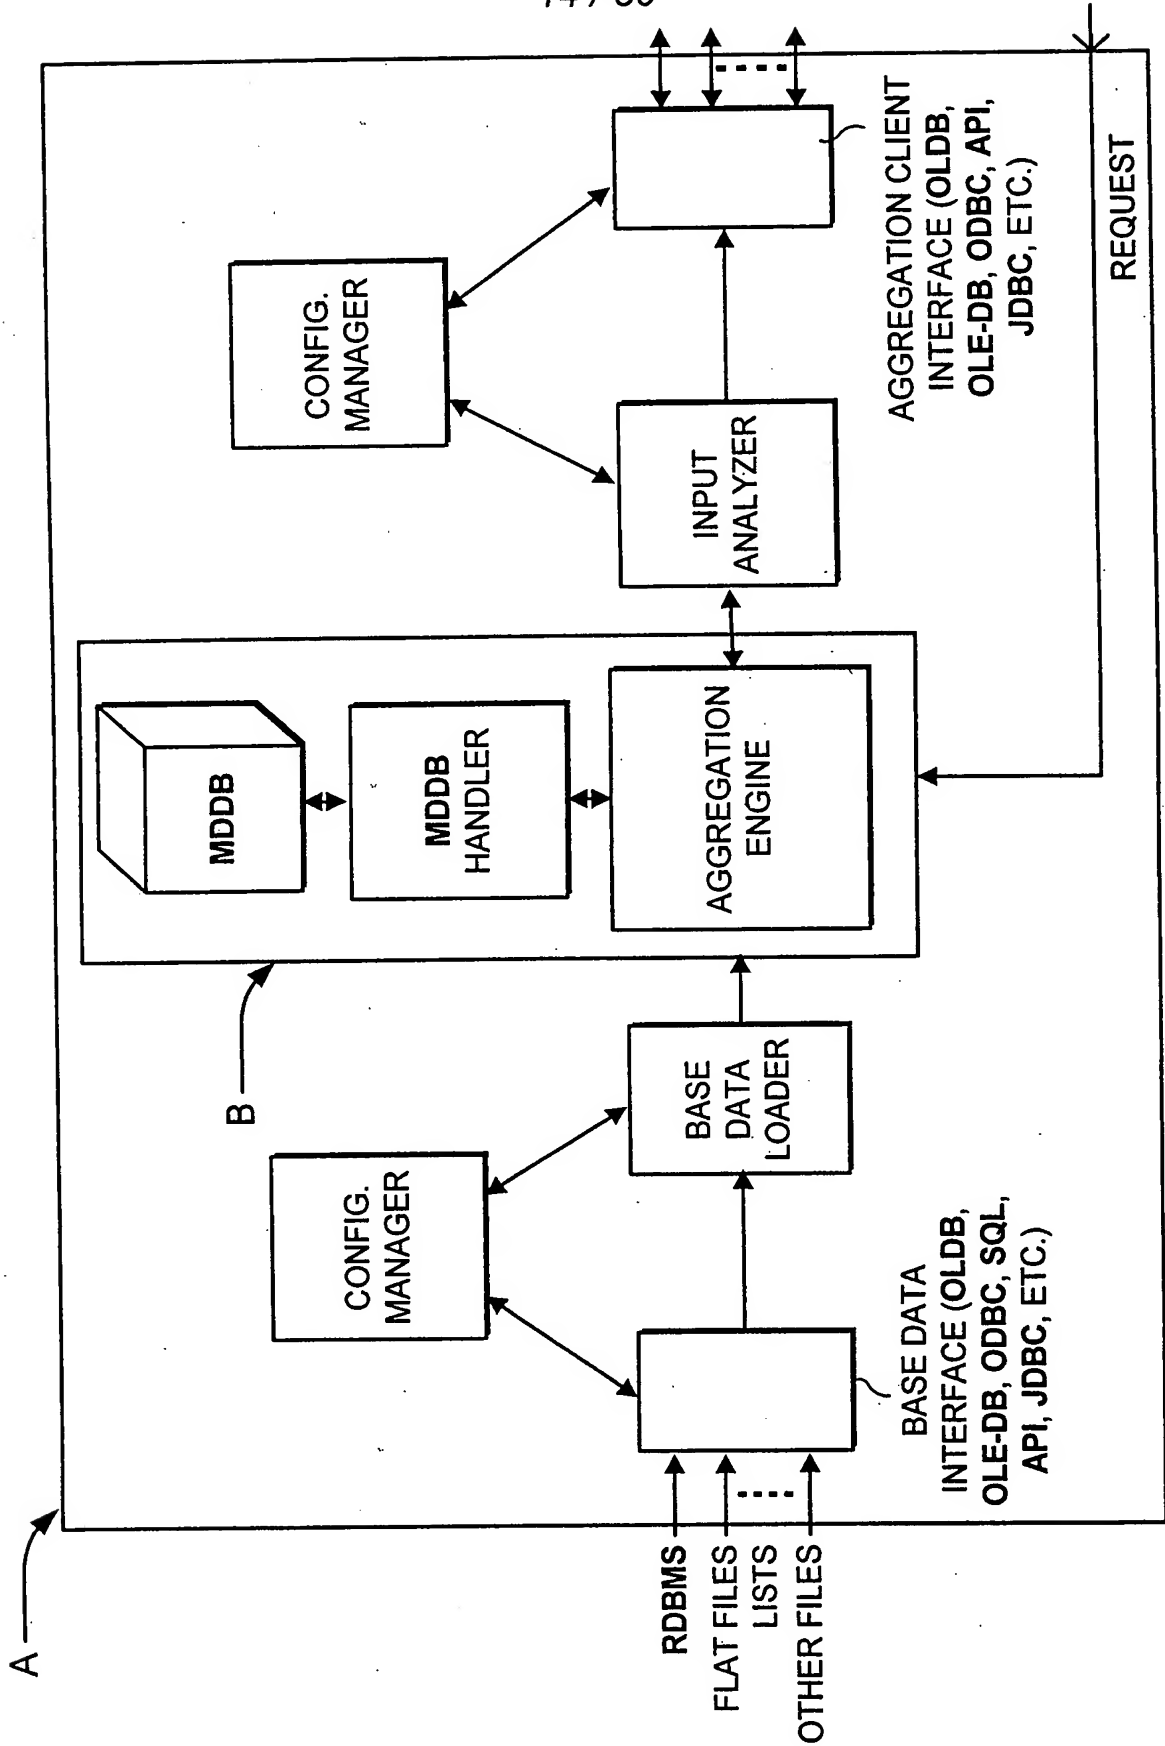 A
B
CONFIG.
MANAGER
CONFIG.
MANAGER
MDDB
MDDB
HANDLER
AGGREGATION
ENGINE
RDBMS
FLAT FILES
LISTS
OTHER FILES
BASE
DATA
LOADER
INPUT
ANALYZER
BASE DATA
INTERFACE (OLDB,
OLE-DB, ODBC, SQL,
API, JDBC, ETC.)
AGGREGATION CLIENT
INTERFACE (OLDB,
OLE-DB, ODBC, API,
JDBC, ETC.)
REQUEST